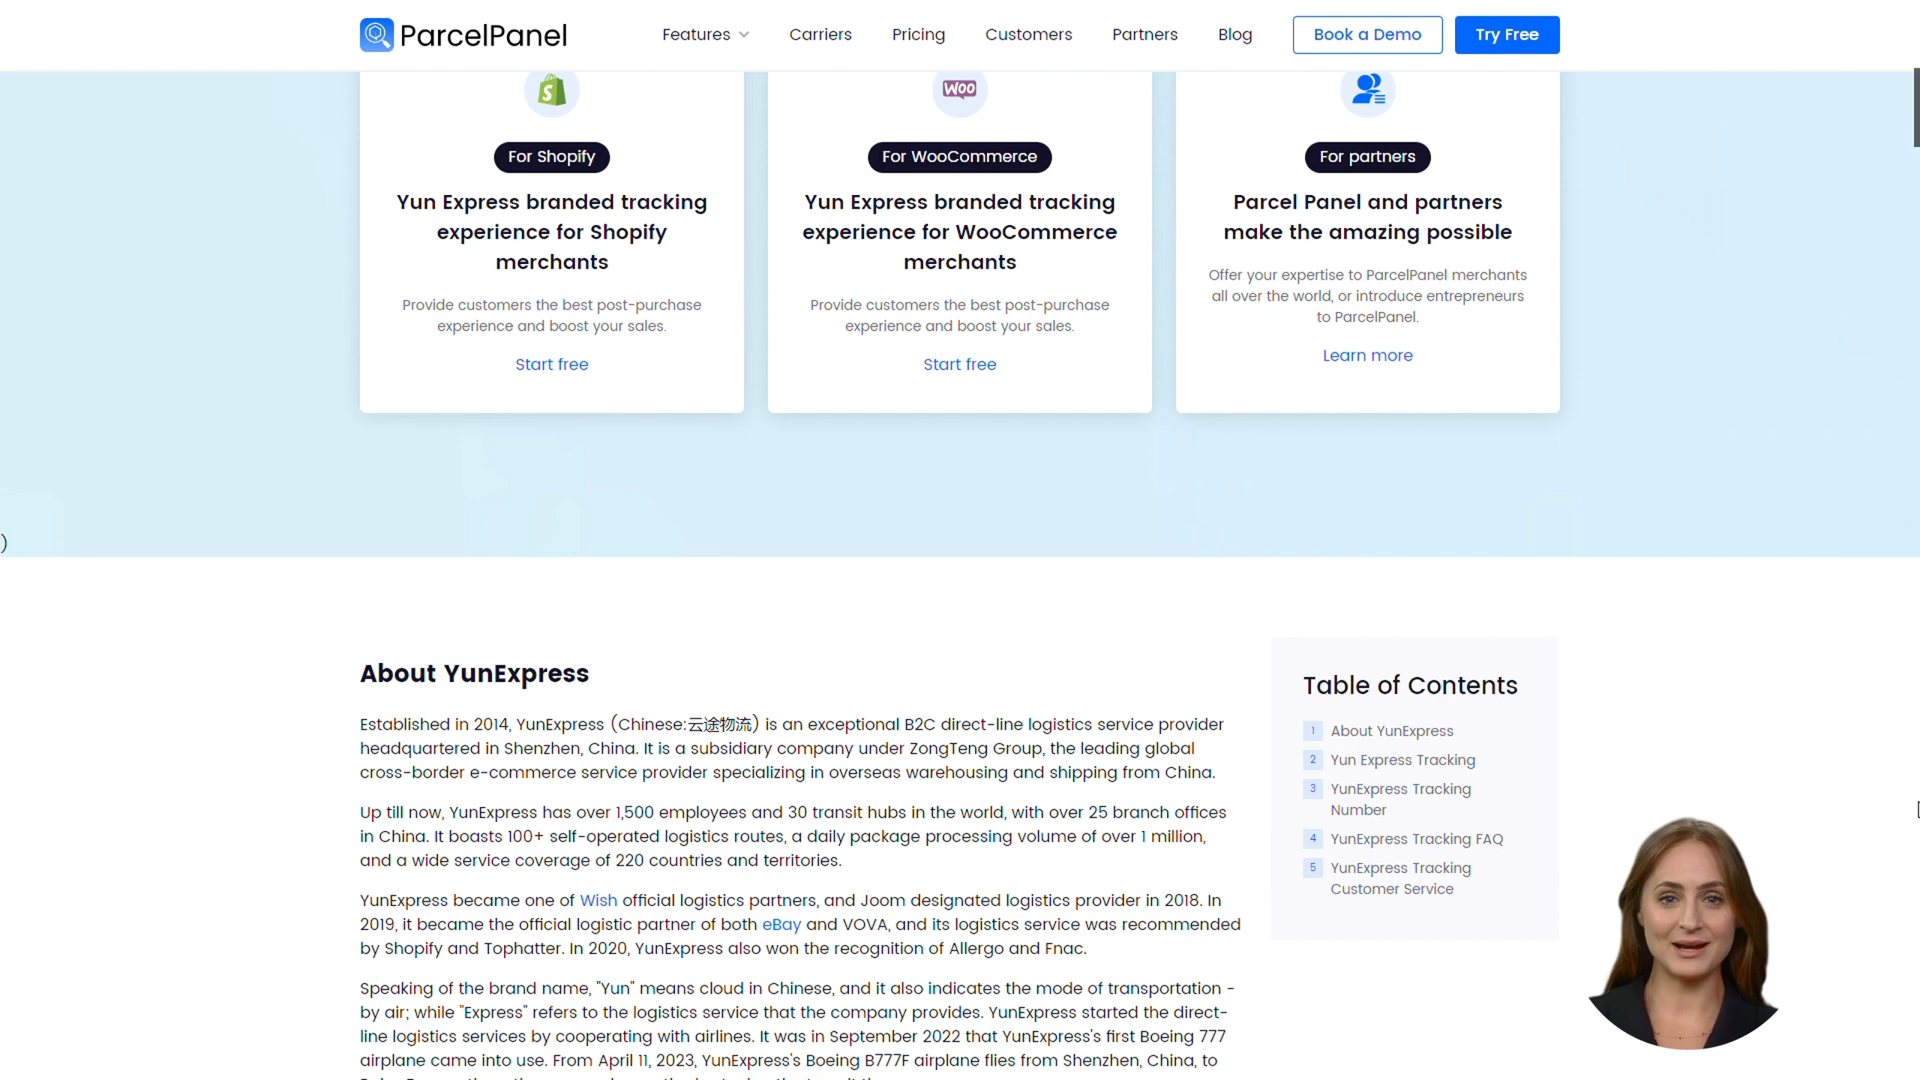 ParcelPanel
Features
Carriers
Pricing
Customers
Partners
Blog
Book a Demo
Try Free
WOO
For Shopify
Yun Express branded tracking
experience for Shopify
merchants
Provide customers the best post-purchase
experience and boost your sales.
Start free
For WooCommerce
Yun Express branded tracking
experience for WooCommerce
merchants
Provide customers the best post-purchase
experience and boost your sales.
Start free
For partners
Parcel Panel and partners
make the amazing possible
Offer your expertise to ParcelPanel merchants
all over the world, or introduce entrepreneurs
to ParcelPanel.
Learn more
)
About YunExpress
Established in 2014, YunExpress (Chinese:云途物流) is an exceptional B2C direct-line logistics service provider
headquartered in Shenzhen, China. It is a subsidiary company under ZongTeng Group, the leading global
cross-border e-commerce service provider specializing in overseas warehousing and shipping from China.
Up till now, YunExpress has over 1,500 employees and 30 transit hubs in the world, with over 25 branch offices
in China. It boasts 100+ self-operated logistics routes, a daily package processing volume of over 1 million,
and a wide service coverage of 220 countries and territories.
YunExpress became one of Wish official logistics partners, and Joom designated logistics provider in 2018. In
2019, it became the official logistic partner of both eBay and VOVA, and its logistics service was recommended
by Shopify and Tophatter. In 2020, YunExpress also won the recognition of Allergo and Fnac.
Speaking of the brand name, "Yun" means cloud in Chinese, and it also indicates the mode of transportation -
by air; while "Express" refers to the logistics service that the company provides. YunExpress started the direct-
line logistics services by cooperating with airlines. It was in September 2022 that YunExpress's first Boeing 777
airplane came into use. From April 11, 2023, YunExpress's Boeing B777F airplane flies from Shenzhen, China, to
Table of Contents
1 About YunExpress
2 Yun Express Tracking
3 YunExpress Tracking
Number
4 YunExpress Tracking FAQ
5 YunExpress Tracking
Customer Service